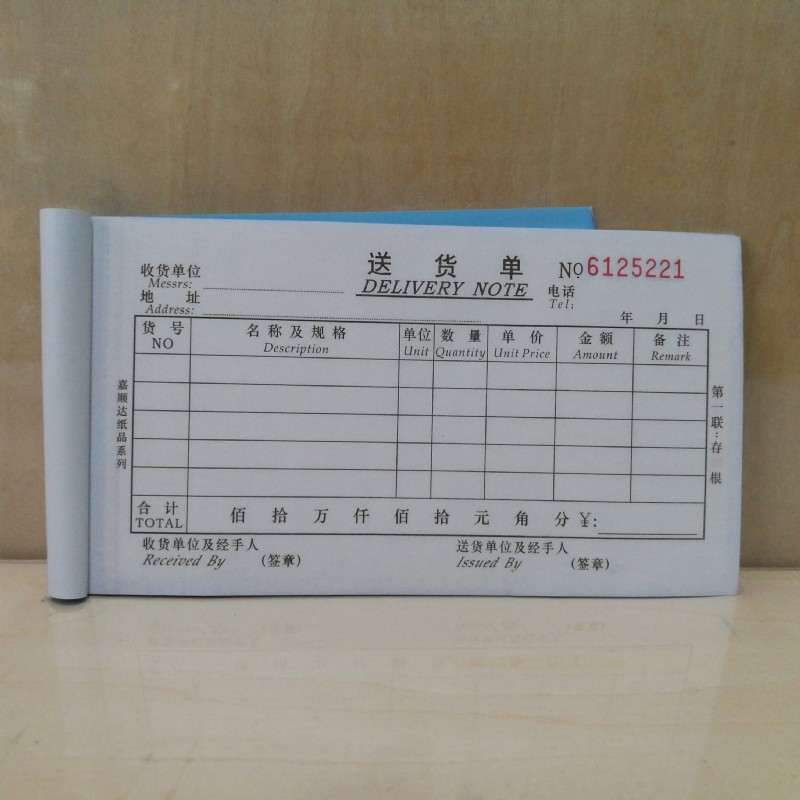 送 货 单 NO 6125221
DELIVERY NOTE
收货单位
Messrs:
地 址
Address:
电话
Tel:
年 月 日
货 号 名 称 及 规 格 单位 数 量 单 价 金 额 备 注
NO Description Unit Quantity Unit Price Amount Remark
合 计
TOTAL
佰 拾 万 仟 佰 拾 元 角 分 ¥:
收货单位及经手人 送货单位及经手人
Received By (签章) Issued By (签章)
嘉顺达纸品系列
第一联:存 根